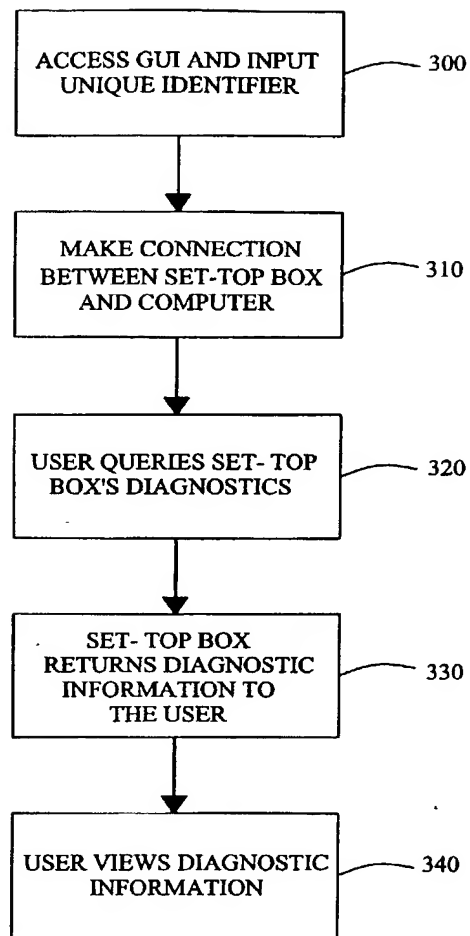 ACCESS GUI AND INPUT
UNIQUE IDENTIFIER
300
MAKE CONNECTION
BETWEEN SET-TOP BOX
AND COMPUTER
310
USER QUERIES SET- TOP
BOX'S DIAGNOSTICS
320
SET- TOP BOX
RETURNS DIAGNOSTIC
INFORMATION TO
THE USER
330
USER VIEWS DIAGNOSTIC
INFORMATION
340